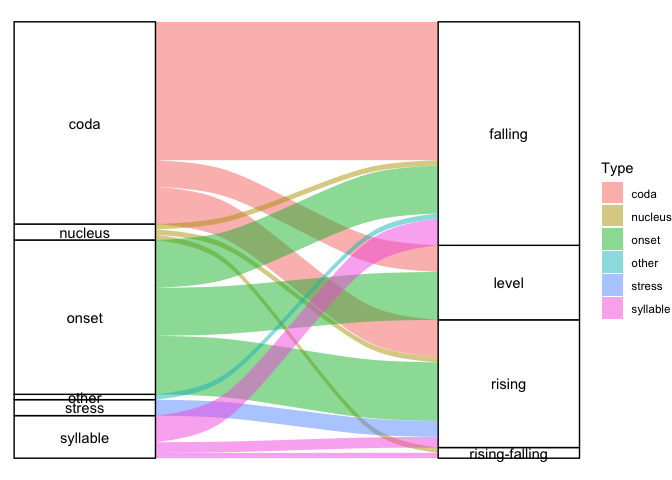 coda
nucleus
onset
other
stress
syllable
falling
level
rising
rising-falling
Type
coda
nucleus
onset
other
stress
syllable